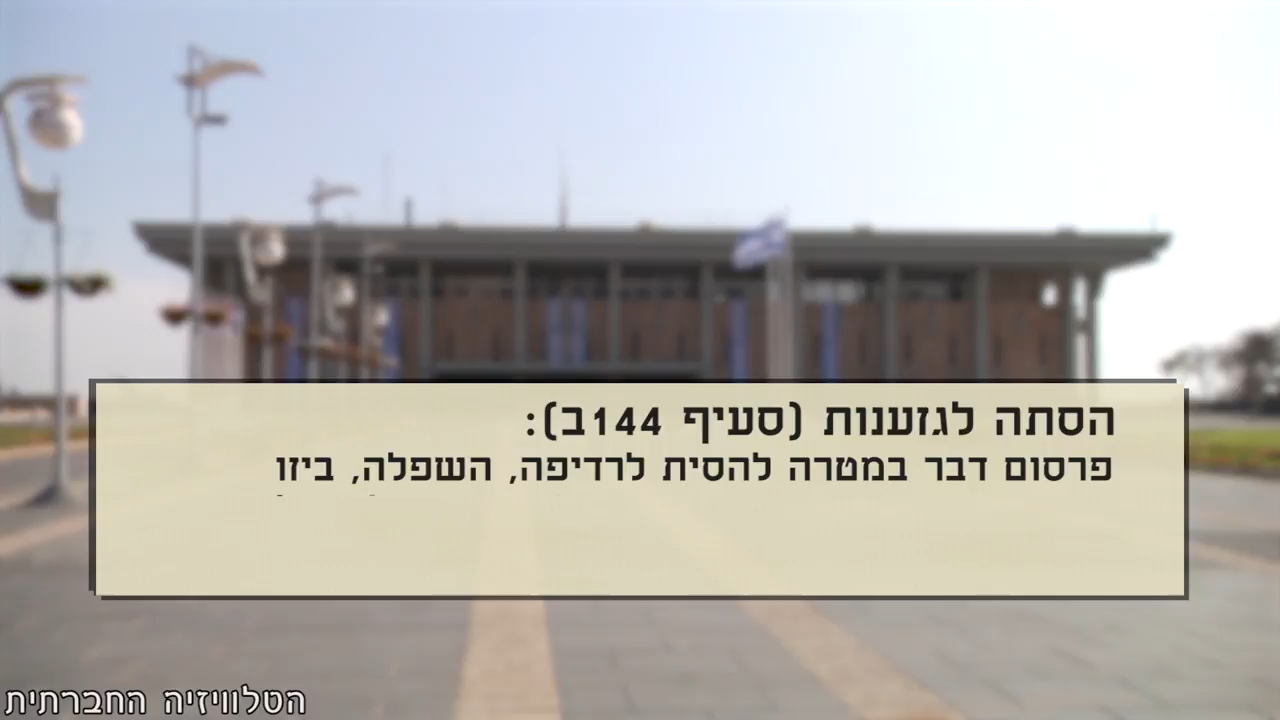 הסתה לגזענות (סעיף 144ב):
פרסום דבר במטרה להסית לרדיפה, השפלה, ביזו
הטלוויזיה החברתית